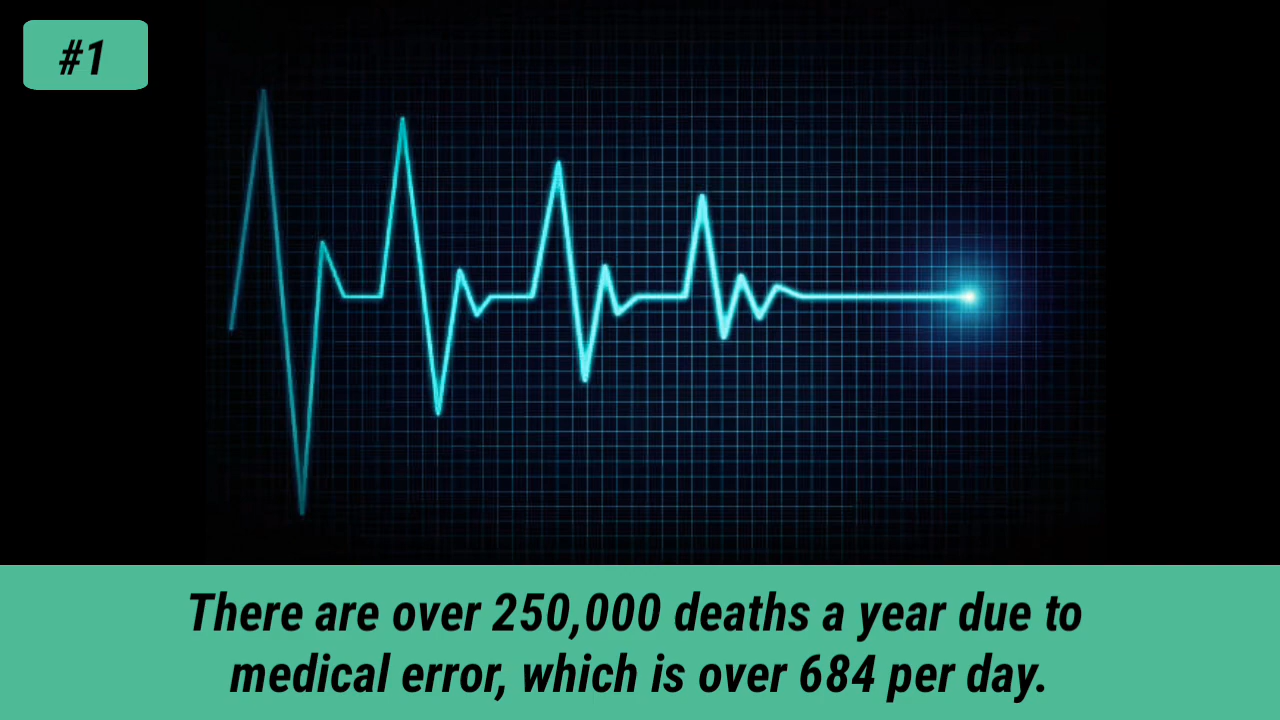 #1
There are over 250,000 deaths a year due to
medical error, which is over 684 per day.